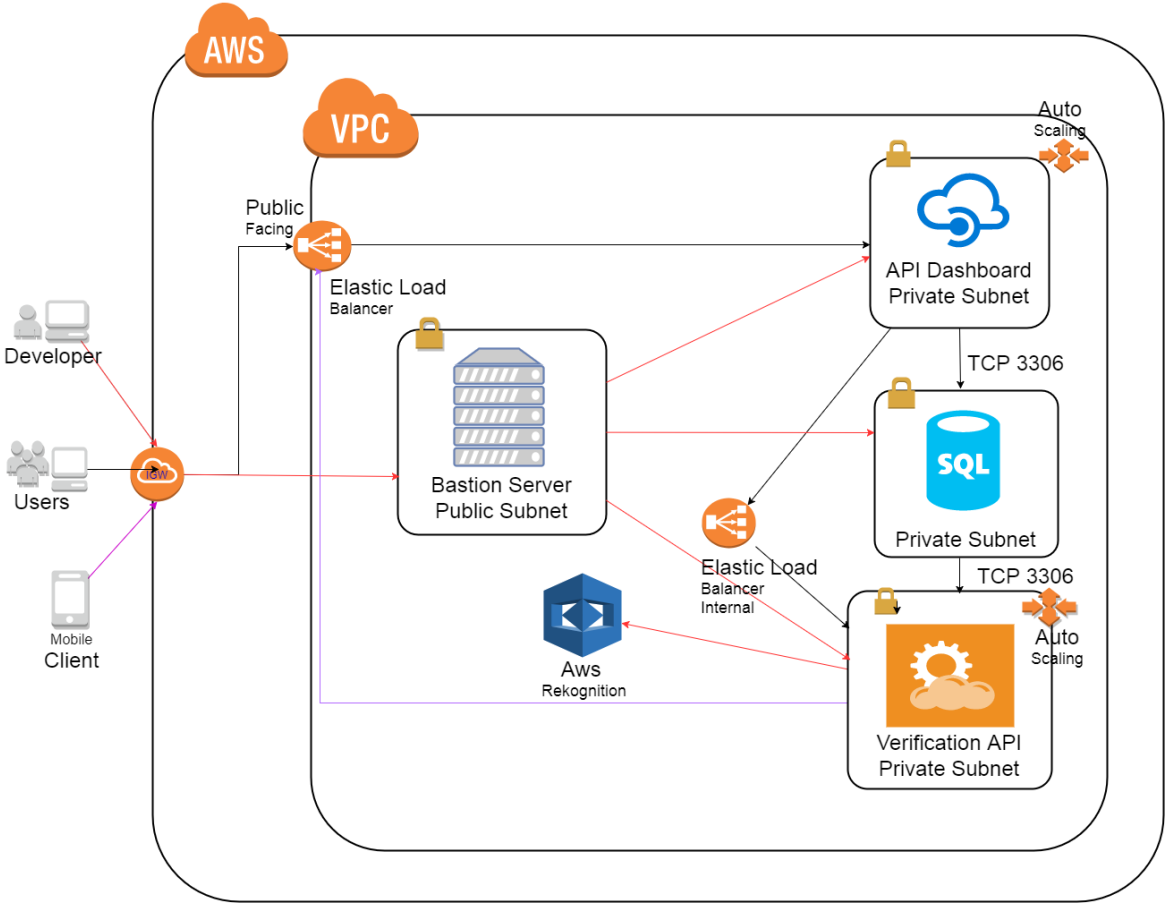 AWS
VPC
Auto
Scaling
Public
Facing
Elastic Load
Balancer
API Dashboard
Private Subnet
Developer
TCP 3306
SQL
Private Subnet
IGW
Users
Bastion Server
Public Subnet
Elastic Load
Balancer
Internal
TCP 3306
Mobile
Client
Aws
Rekognition
Auto
Scaling
Verification API
Private Subnet